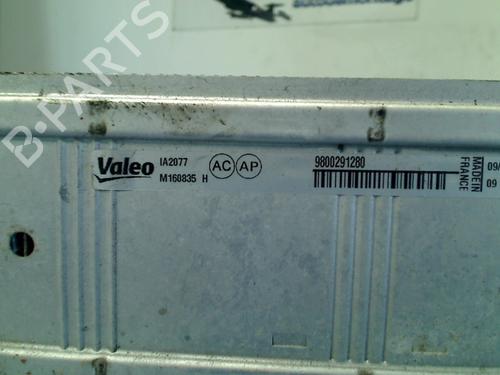 B-PARTS
Valeo
IA2077
M160835 H
AC AP
9800291280
MADE IN
FRANCE
09/
09